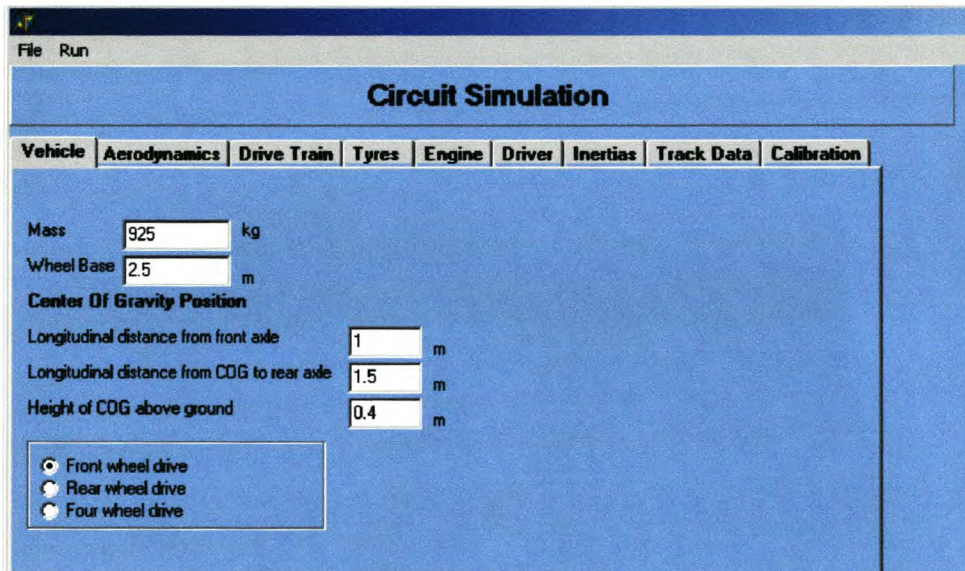 File Run
Circuit Simulation
Vehicle Aerodynamics Drive Train Tyres Engine Driver Inertias Track Data Calibration
Mass 925 kg
Wheel Base 2.5 m
Center Of Gravity Position
Longitudinal distance from front axle 1 m
Longitudinal distance from COG to rear axle 1.5 m
Height of COG above ground 0.4 m
Front wheel drive
Rear wheel drive
Four wheel drive